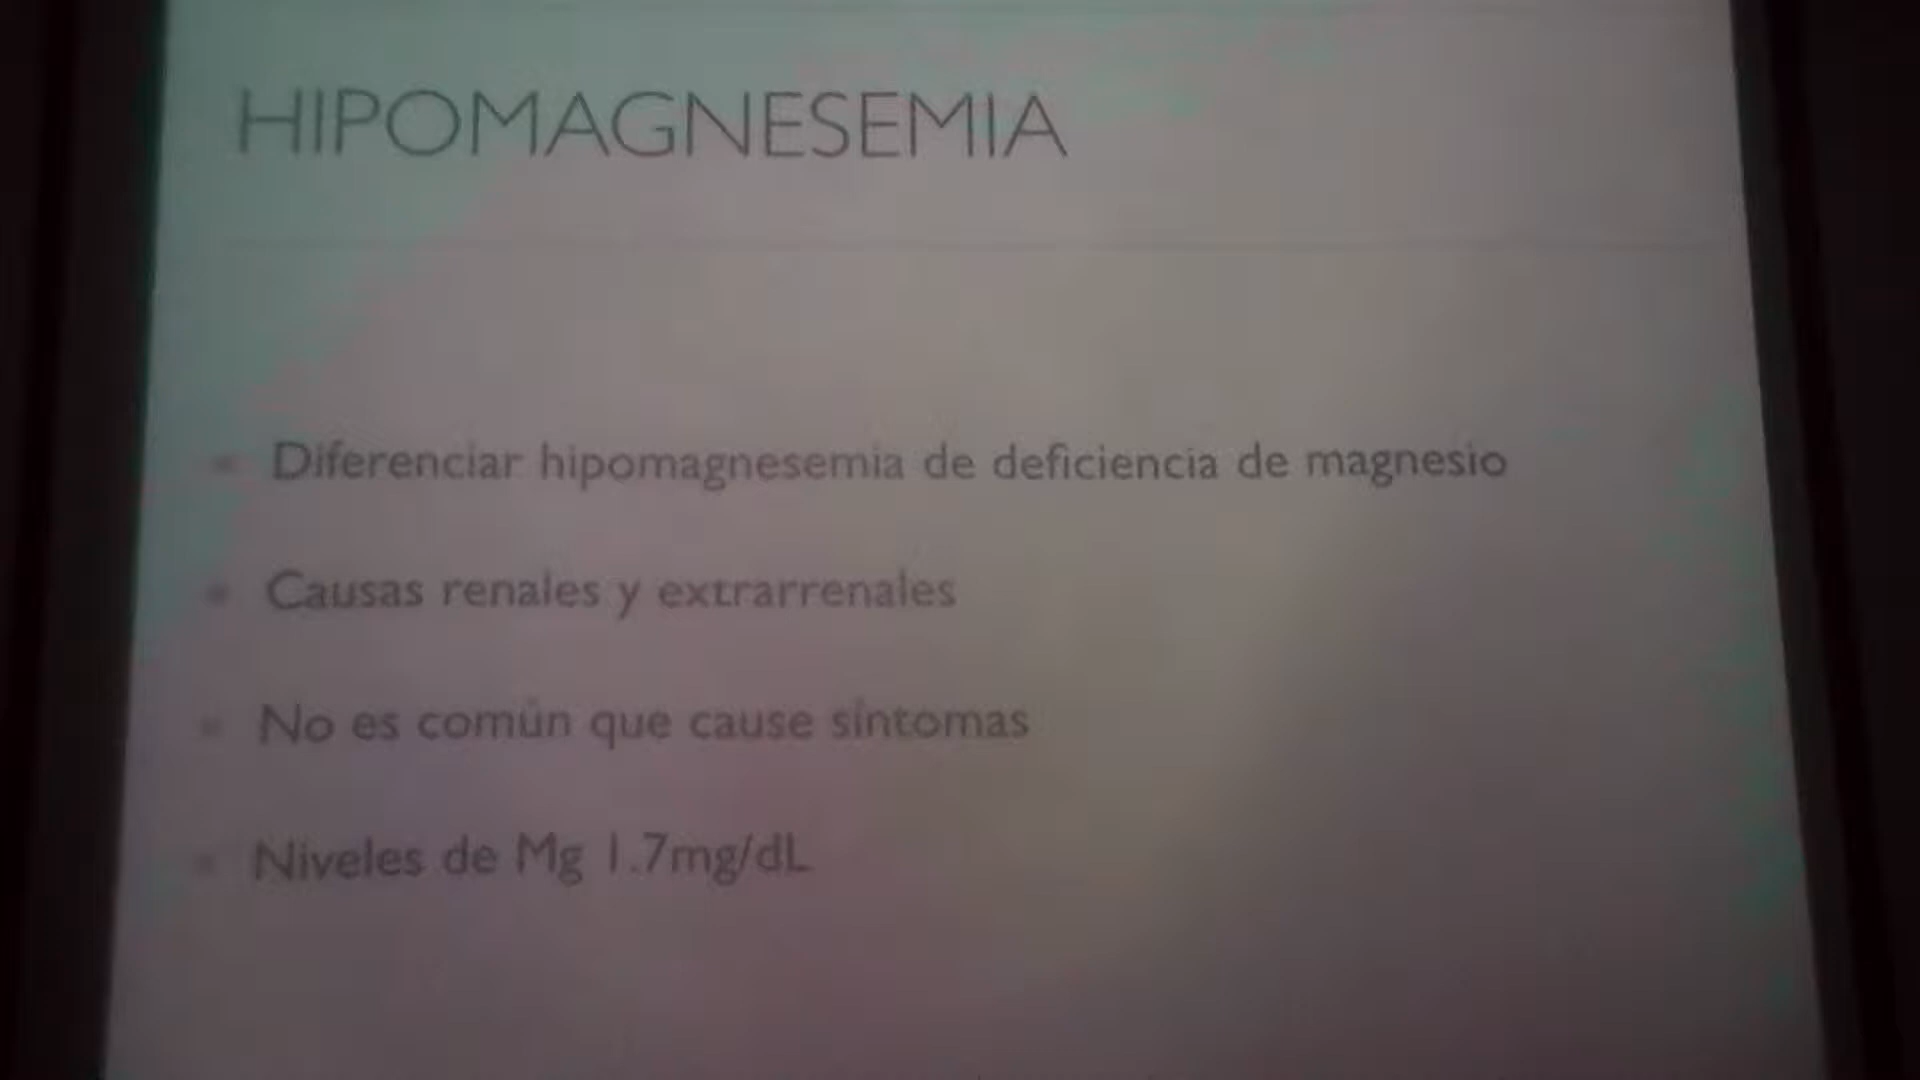 HIPOMAGNESEMIA
Diferenciar hipomagnesemia de deficiencia de magnesio
Causas renales y extrarrenales
No es común que cause síntomas
Niveles de Mg 1.7mg/dL